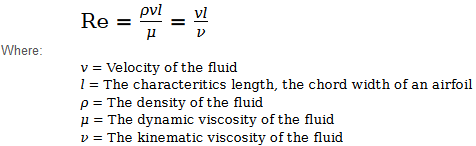 Re = ρvl/μ = vl/ν
Where:
v = Velocity of the fluid
l = The characteritics length, the chord width of an airfoil
ρ = The density of the fluid
μ = The dynamic viscosity of the fluid
ν = The kinematic viscosity of the fluid